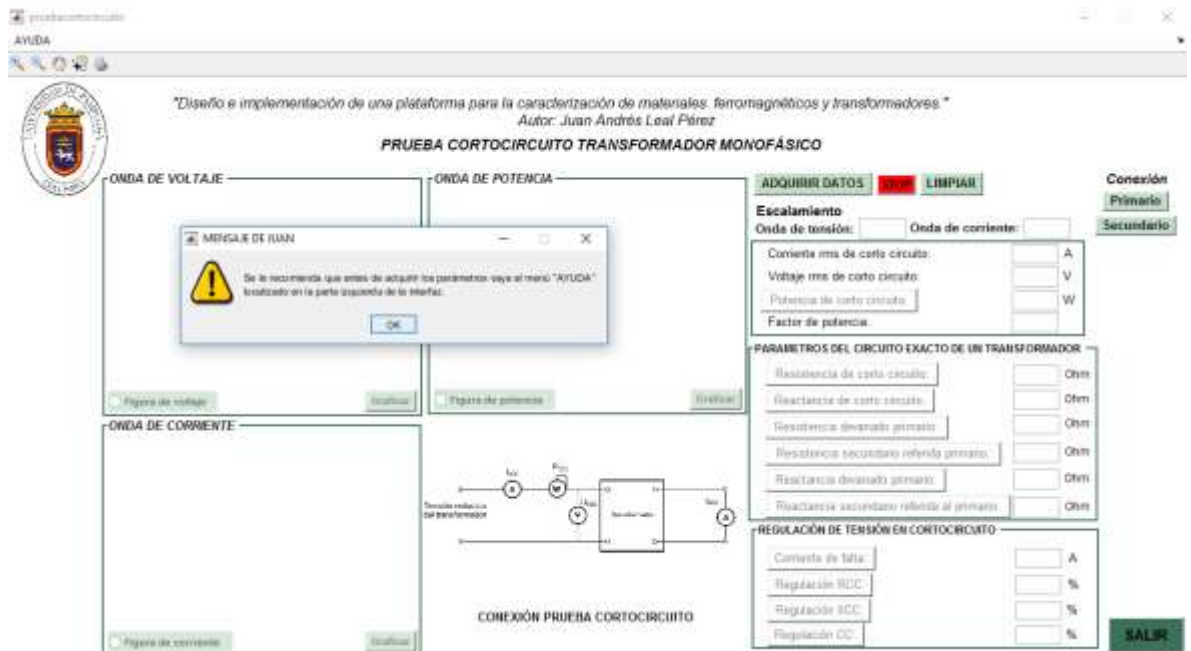 pruebacortocircuito
AYUDA
"Diseño e implementación de una plataforma para la caracterización de materiales ferromagnéticos y transformadores."
Autor: Juan Andrés Leal Pérez
PRUEBA CORTOCIRCUITO TRANSFORMADOR MONOFÁSICO
ONDA DE VOLTAJE
ONDA DE POTENCIA
ADQUIRIR DATOS STOP LIMPIAR
Conexión
Primario
Secundario
Escalamiento
Onda de tensión: Onda de corriente:
MENSAJE DE JUAN
Se le recomienda que antes de adquirir los parámetros vaya al menú "AYUDA"
localizado en la parte izquierda de la interfaz.
OK
Corriente rms de corto circuito: A
Voltaje rms de corto circuito: V
Potencia de corto circuito: W
Factor de potencia:
PARAMETROS DEL CIRCUITO EXACTO DE UN TRANSFORMADOR
Resistencia de corto circuito: Ohm
Reactancia de corto circuito: Ohm
Resistencia devanado primario: Ohm
Resistencia secundario referida primario: Ohm
Reactancia devanado primario: Ohm
Reactancia secundario referida al primario: Ohm
Figura de voltaje Graficar
Figura de potencia Graficar
ONDA DE CORRIENTE
Tensión reducida
del transformador
A
W
V
A
CONEXIÓN PRUEBA CORTOCIRCUITO
REGULACIÓN DE TENSIÓN EN CORTOCIRCUITO
Corriente de falla: A
Regulación RCC: %
Regulación XCC: %
Regulación CC: %
Figura de corriente Graficar
SALIR